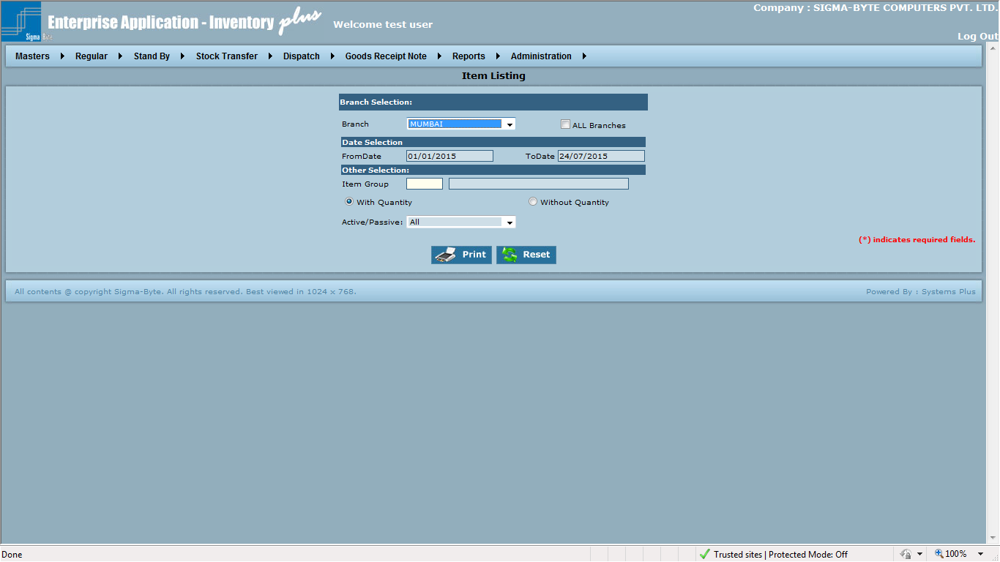 Company : SIGMA-BYTE COMPUTERS PVT. LTD.
Sigma Byte
Enterprise Application - Inventory plus
Welcome test user
Log Out
Masters Regular Stand By Stock Transfer Dispatch Goods Receipt Note Reports Administration
Item Listing
Branch Selection:
Branch MUMBAI ALL Branches
Date Selection
FromDate 01/01/2015 ToDate 24/07/2015
Other Selection:
Item Group
With Quantity Without Quantity
Active/Passive: All
(*) indicates required fields.
Print Reset
All contents @ copyright Sigma-Byte. All rights reserved. Best viewed in 1024 x 768. Powered By : Systems Plus
Done Trusted sites | Protected Mode: Off 100%